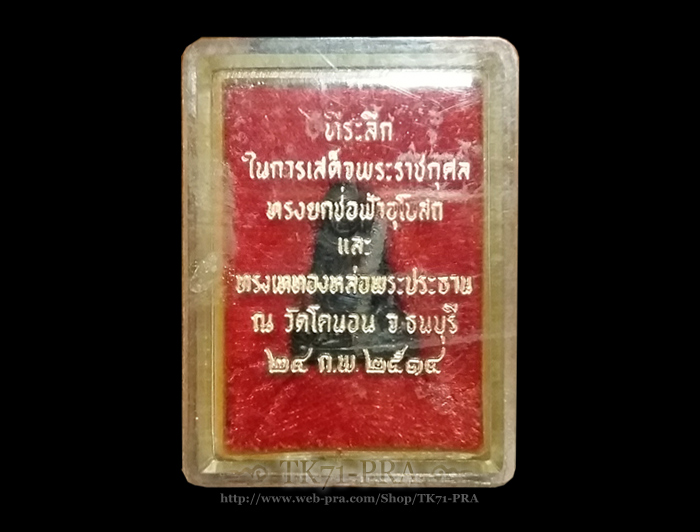 ที่ระลึก
ในการเสด็จพระราชกุศล
ทรงยกช่อฟ้าอุโบสถ
และ
ทรงเททองหล่อพระประธาน
ณ วัดโคนอน จ.ธนบุรี
๒๔ ก.พ. ๒๕๑๔
© TK71-PRA
http://www.web-pra.com/Shop/TK71-PRA